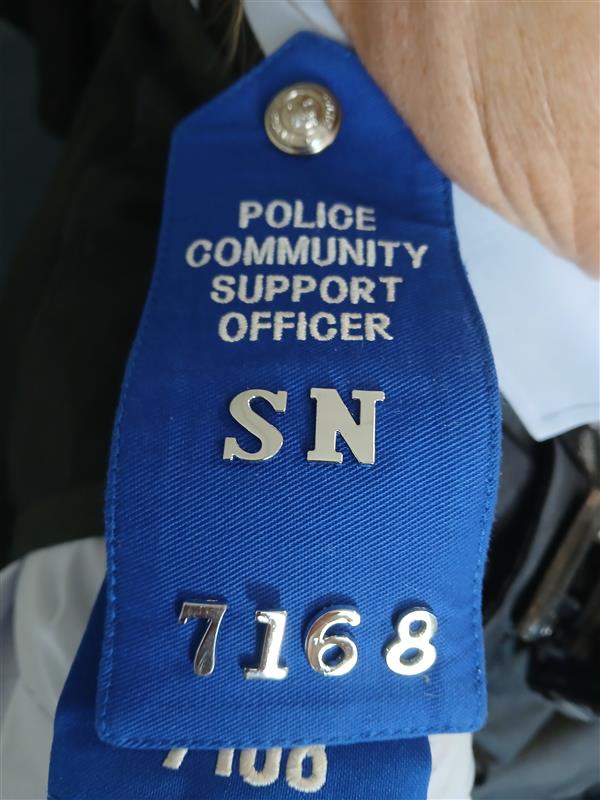 POLICE
COMMUNITY
SUPPORT
OFFICER
SN
7168